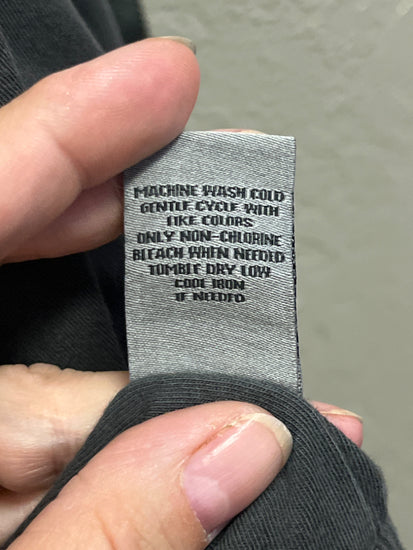 MACHINE WASH COLD
GENTLE CYCLE WITH
LIKE COLORS
ONLY NON-CHLORINE
BLEACH WHEN NEEDED
TUMBLE DRY LOW
COOL IRON
IF NEEDED